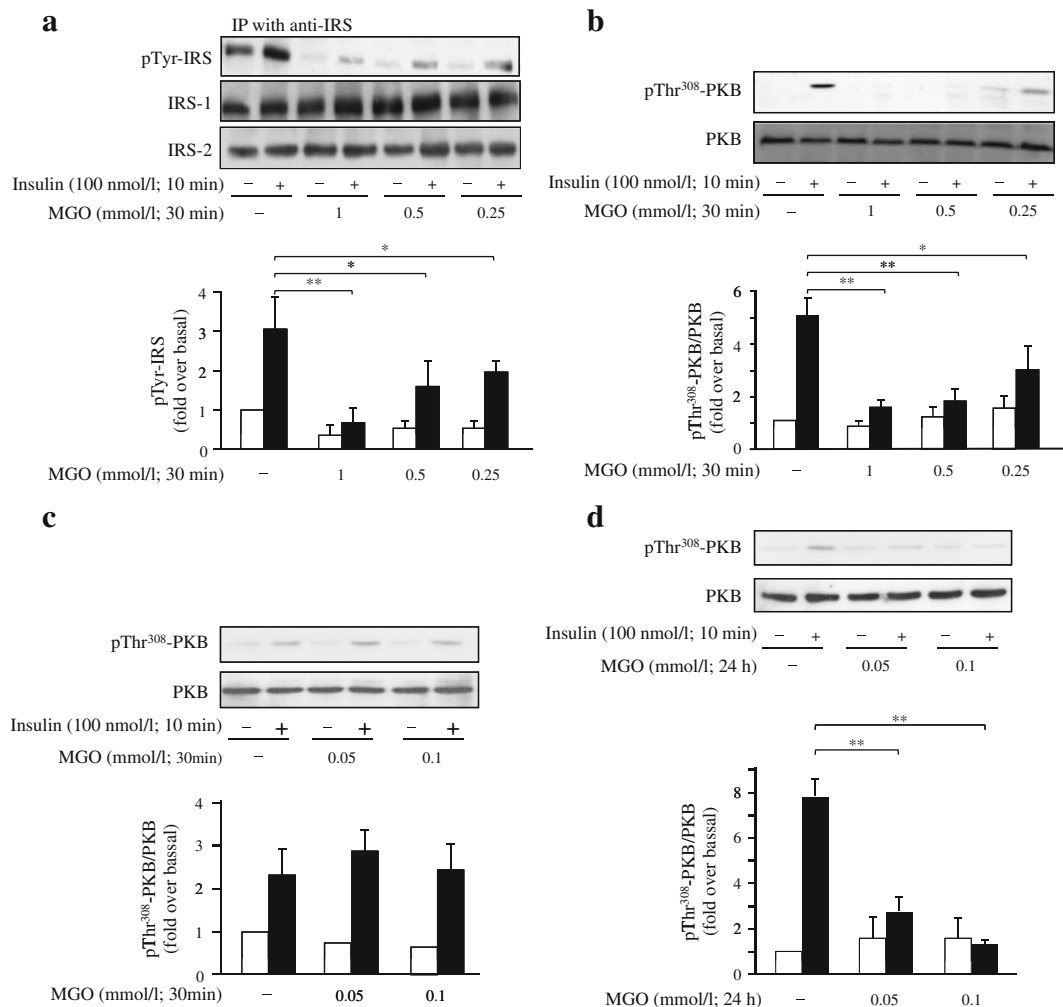 a
IP with anti-IRS
pTyr-IRS
IRS-1
IRS-2
Insulin (100 nmol/l; 10 min) – + – + – + – +
MGO (mmol/l; 30 min) – 1 0.5 0.25
*
*
**
pTyr-IRS
(fold over basal)
4
3
2
1
0
MGO (mmol/l; 30 min) – 1 0.5 0.25
b
pThr³⁰⁸-PKB
PKB
Insulin (100 nmol/l; 10 min) – + – + – + – +
MGO (mmol/l; 30 min) – 1 0.5 0.25
*
**
**
pThr³⁰⁸-PKB/PKB
(fold over basal)
6
4
2
0
MGO (mmol/l; 30 min) – 1 0.5 0.25
c
pThr³⁰⁸-PKB
PKB
Insulin (100 nmol/l; 10 min) – + – + – +
MGO (mmol/l; 30min) – 0.05 0.1
pThr³⁰⁸-PKB/PKB
(fold over bassal)
4
3
2
1
0
MGO (mmol/l; 30min) – 0.05 0.1
d
pThr³⁰⁸-PKB
PKB
Insulin (100 nmol/l; 10 min) – + – + – +
MGO (mmol/l; 24 h) – 0.05 0.1
**
**
pThr³⁰⁸-PKB/PKB
(fold over basal)
8
6
4
2
0
MGO (mmol/l; 24 h) – 0.05 0.1